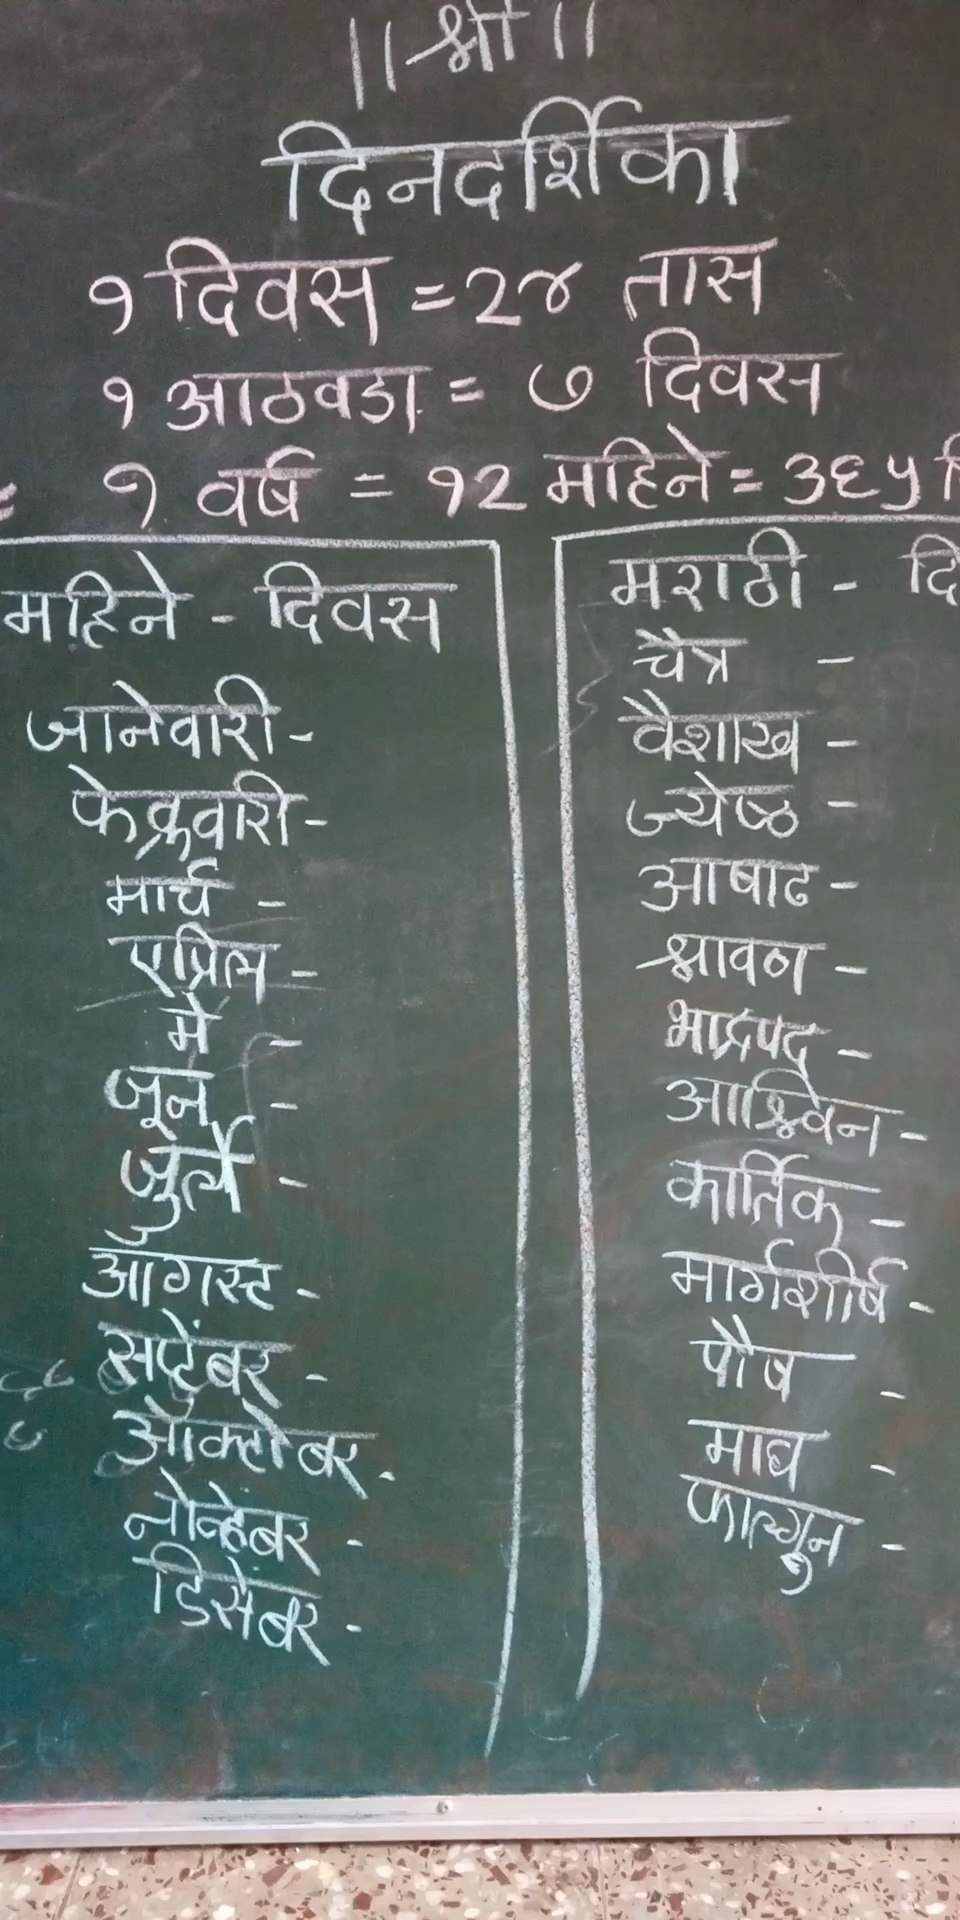 ॥ श्री ॥
दिनदर्शिका
१ दिवस = २४ तास
१ आठवडा = ७ दिवस
१ वर्ष = १२ महिने = ३६५
महिने - दिवस
जानेवारी -
फेब्रुवारी -
मार्च -
एप्रिल -
मे -
जून -
जुलै -
ऑगस्ट -
सप्टेंबर -
ऑक्टोबर -
नोव्हेंबर -
डिसेंबर -
मराठी - दि
चैत्र -
वैशाख -
ज्येष्ठ -
आषाढ -
श्रावण -
भाद्रपद -
आश्विन -
कार्तिक -
मार्गशीर्ष -
पौष -
माघ -
फाल्गुन -